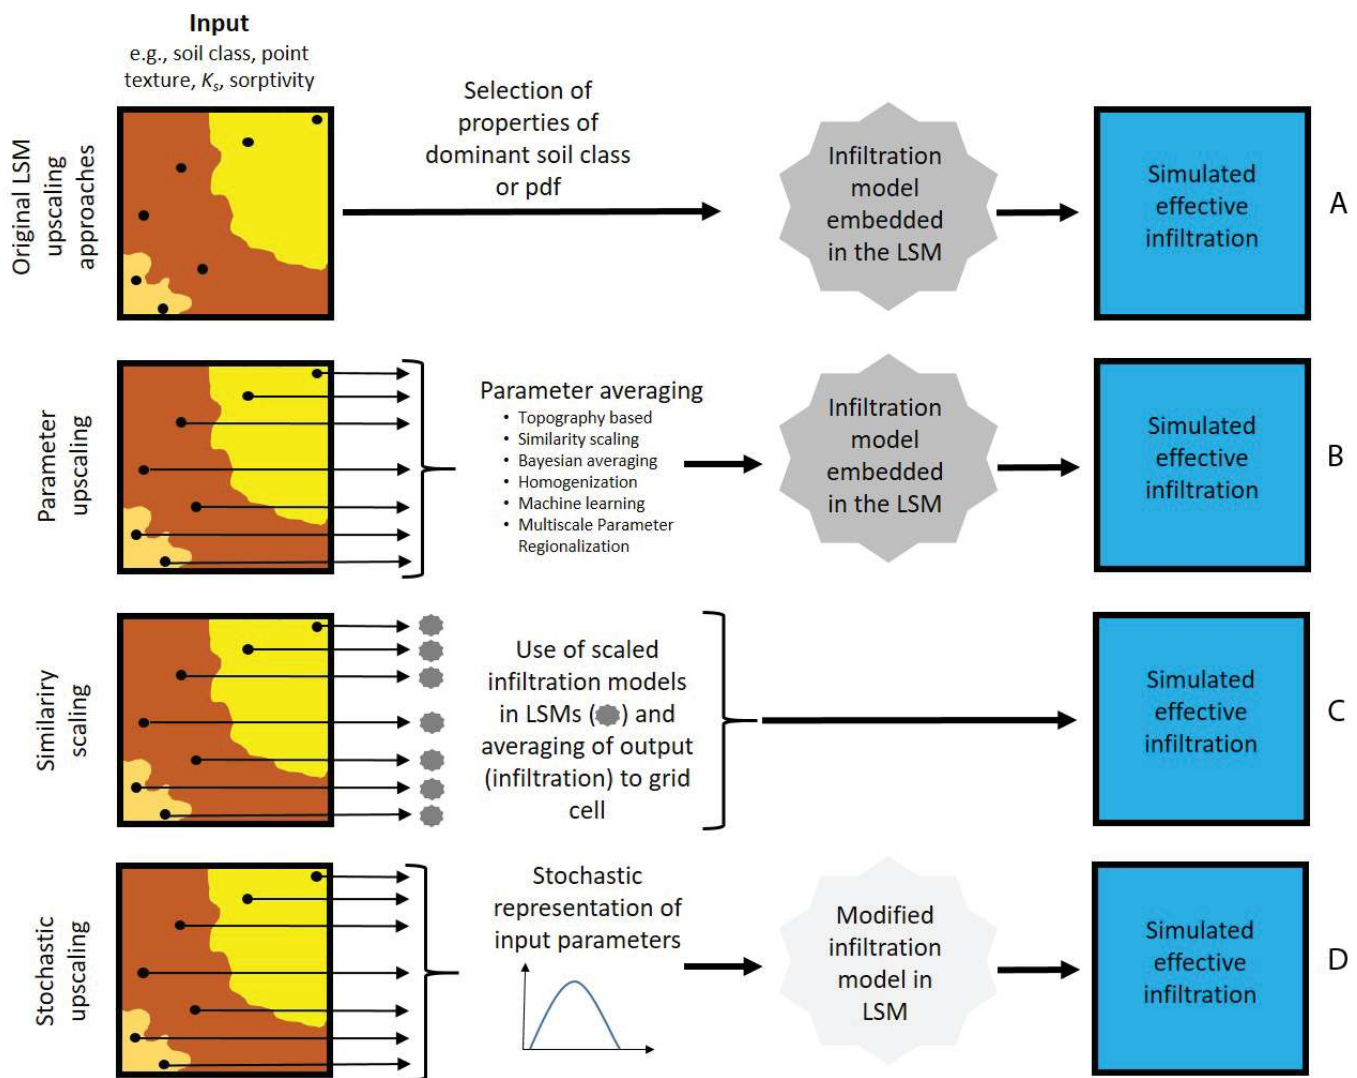 Input
e.g., soil class, point
texture, Ks, sorptivity
Original LSM
upscaling
approaches
Selection of
properties of
dominant soil class
or pdf
Infiltration
model
embedded
in the LSM
Simulated
effective
infiltration
A
Parameter
upscaling
Parameter averaging
• Topography based
• Similarity scaling
• Bayesian averaging
• Homogenization
• Machine learning
• Multiscale Parameter
Regionalization
Infiltration
model
embedded
in the LSM
Simulated
effective
infiltration
B
Similariry
scaling
Use of scaled
infiltration models
in LSMs ( ) and
averaging of output
(infiltration) to grid
cell
Simulated
effective
infiltration
C
Stochastic
upscaling
Stochastic
representation of
input parameters
Modified
infiltration
model in
LSM
Simulated
effective
infiltration
D